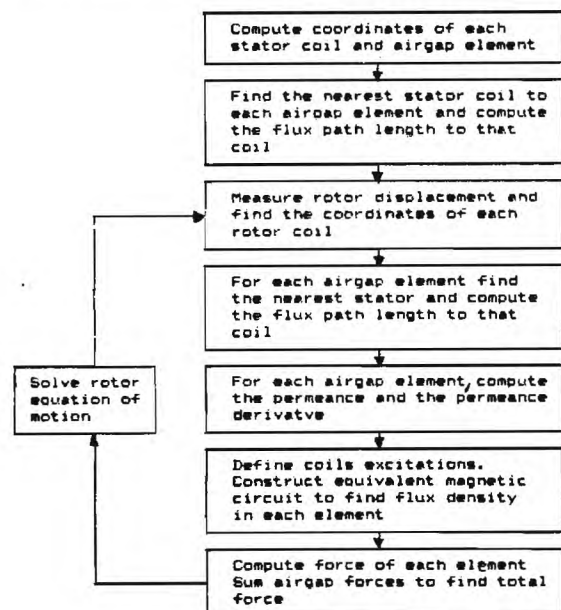 Compute coordinates of each
stator coil and airgap element
Find the nearest stator coil to
each airgap element and compute
the flux path length to that
coil
Measure rotor displacement and
find the coordinates of each
rotor coil
For each airgap element find
the nearest stator and compute
the flux path length to that
coil
Solve rotor
equation of
motion
For each airgap element, compute
the permeance and the permeance
derivatve
Define coils excitations.
Construct equivalent magnetic
circuit to find flux density
in each element
Compute force of each element
Sum airgap forces to find total
force